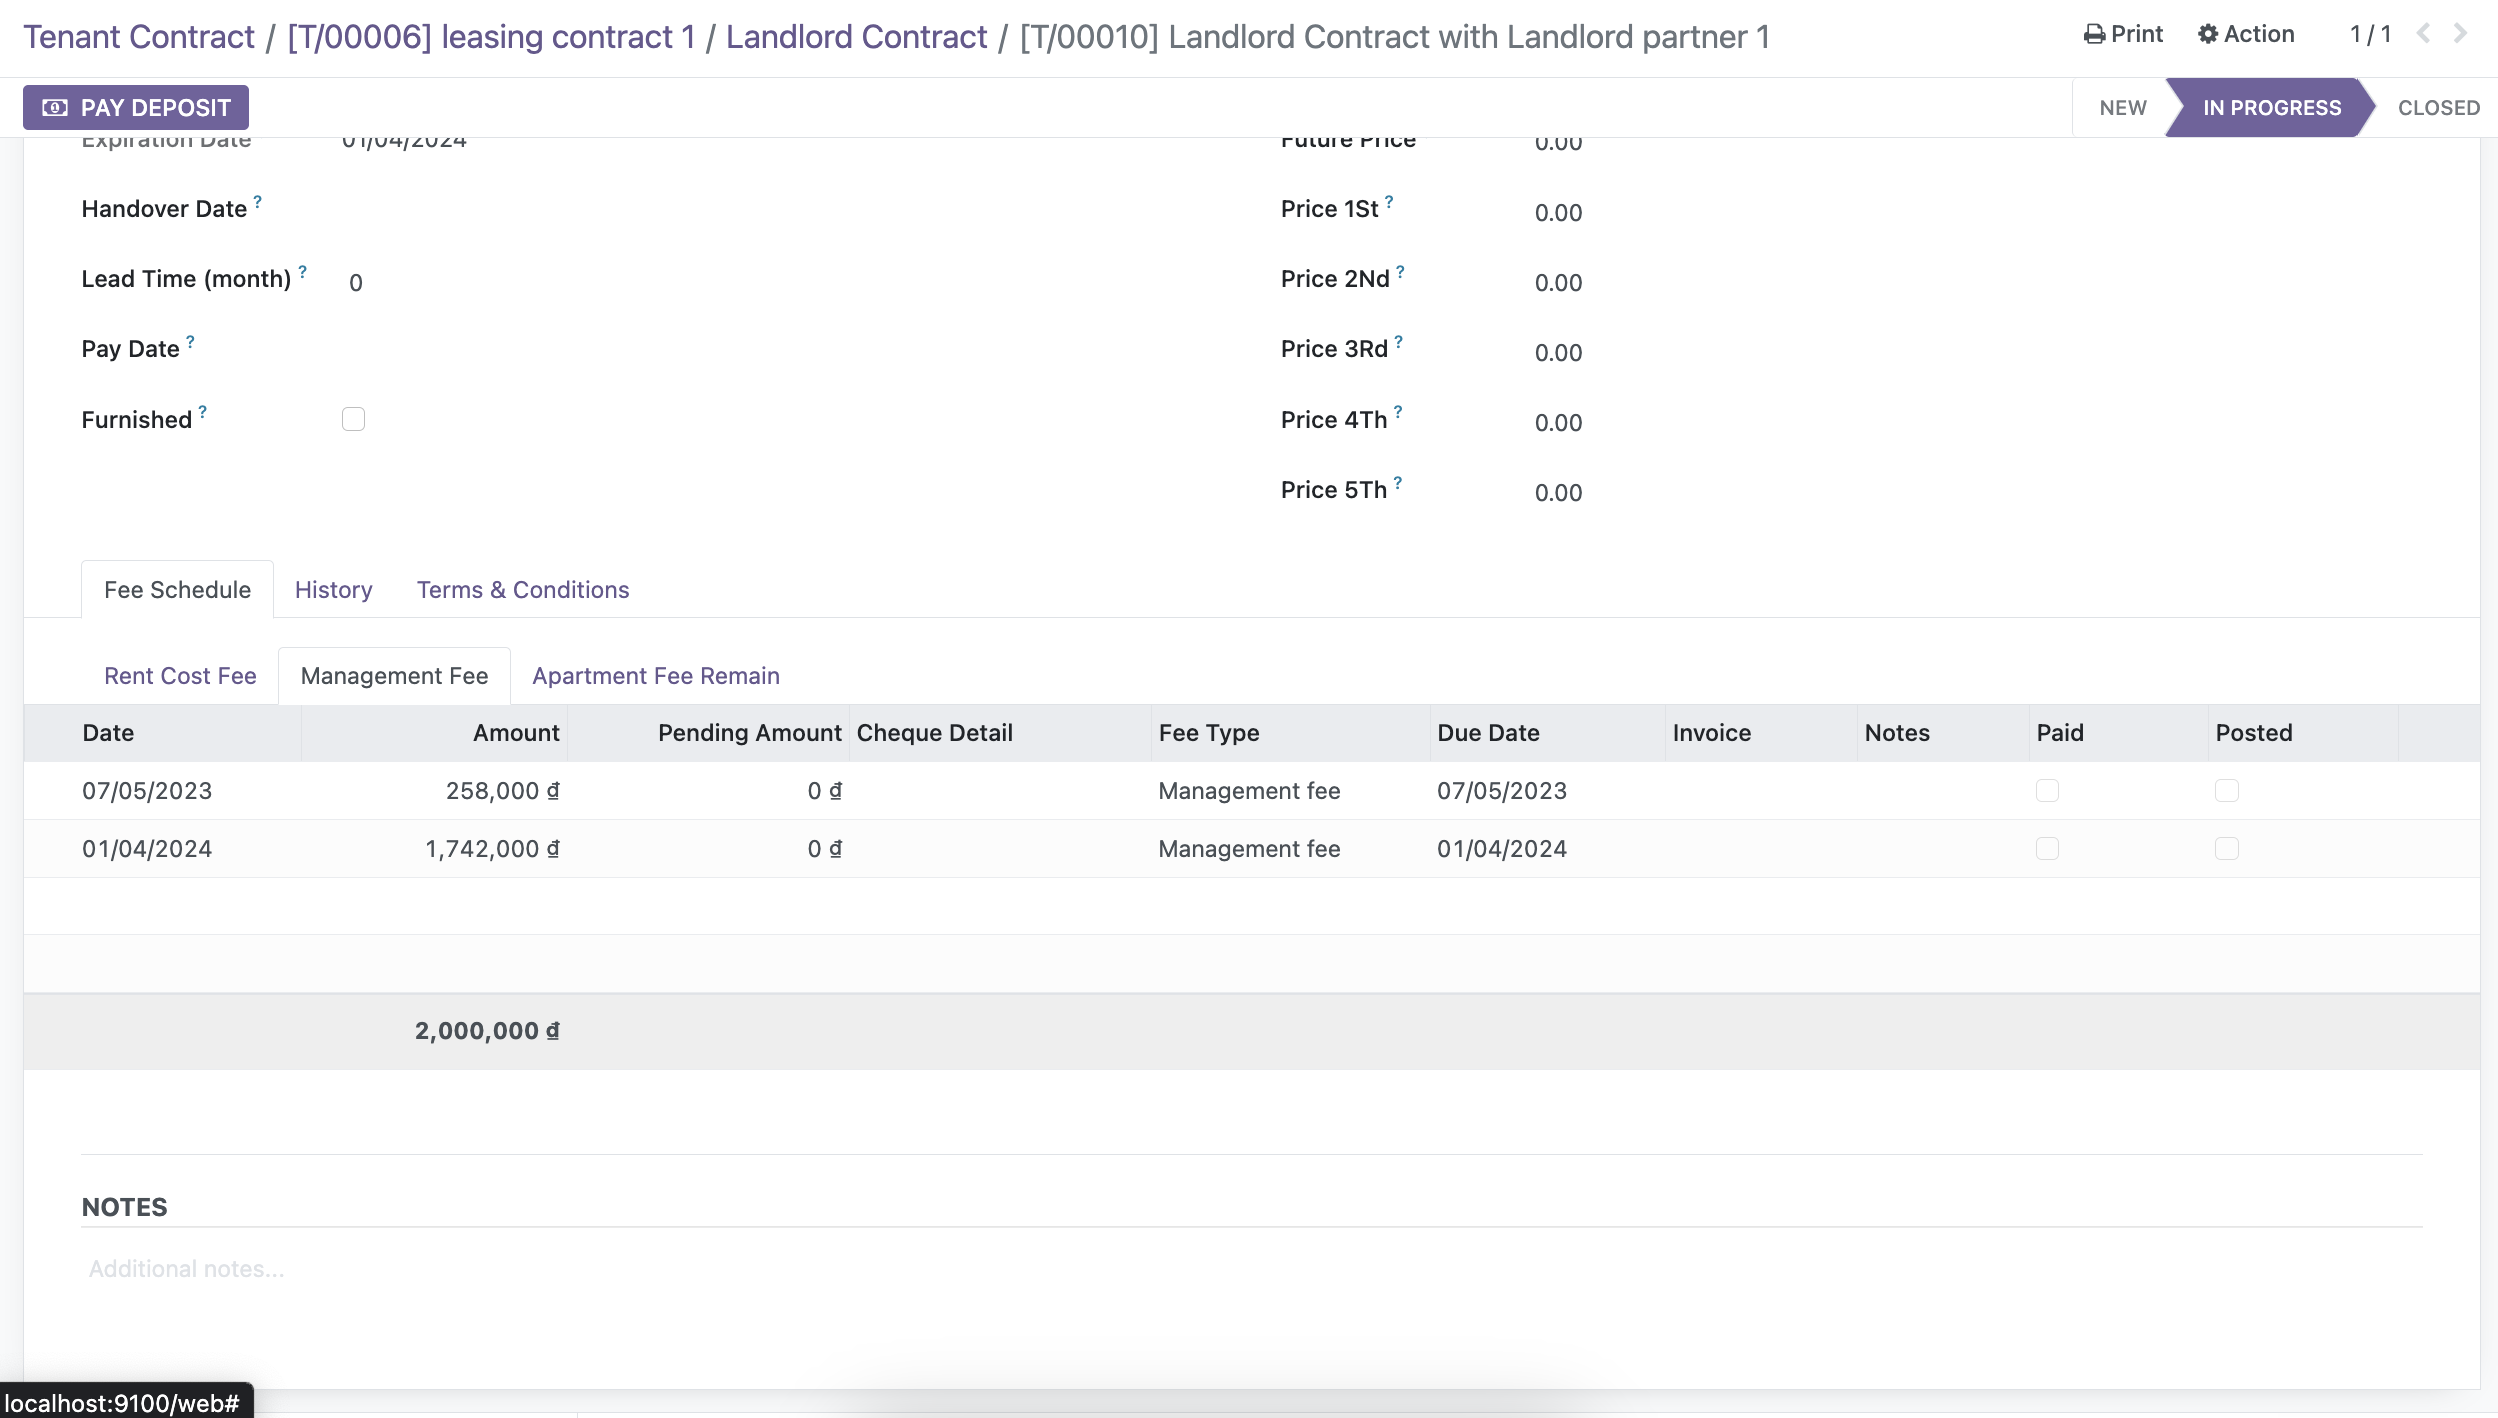 Tenant Contract / [T/00006] leasing contract 1 / Landlord Contract / [T/00010] Landlord Contract with Landlord partner 1
Print Action 1 / 1
PAY DEPOSIT NEW IN PROGRESS CLOSED
Expiration Date 01/04/2024 Future Price 0.00
Handover Date ? Price 1St ? 0.00
Lead Time (month) ? 0 Price 2Nd ? 0.00
Pay Date ? Price 3Rd ? 0.00
Furnished ? Price 4Th ? 0.00
Price 5Th ? 0.00
Fee Schedule History Terms & Conditions
Rent Cost Fee Management Fee Apartment Fee Remain
Date Amount Pending Amount Cheque Detail Fee Type Due Date Invoice Notes Paid Posted
07/05/2023 258,000 ₫ 0 ₫ Management fee 07/05/2023
01/04/2024 1,742,000 ₫ 0 ₫ Management fee 01/04/2024
2,000,000 ₫
NOTES
Additional notes...
localhost:9100/web#